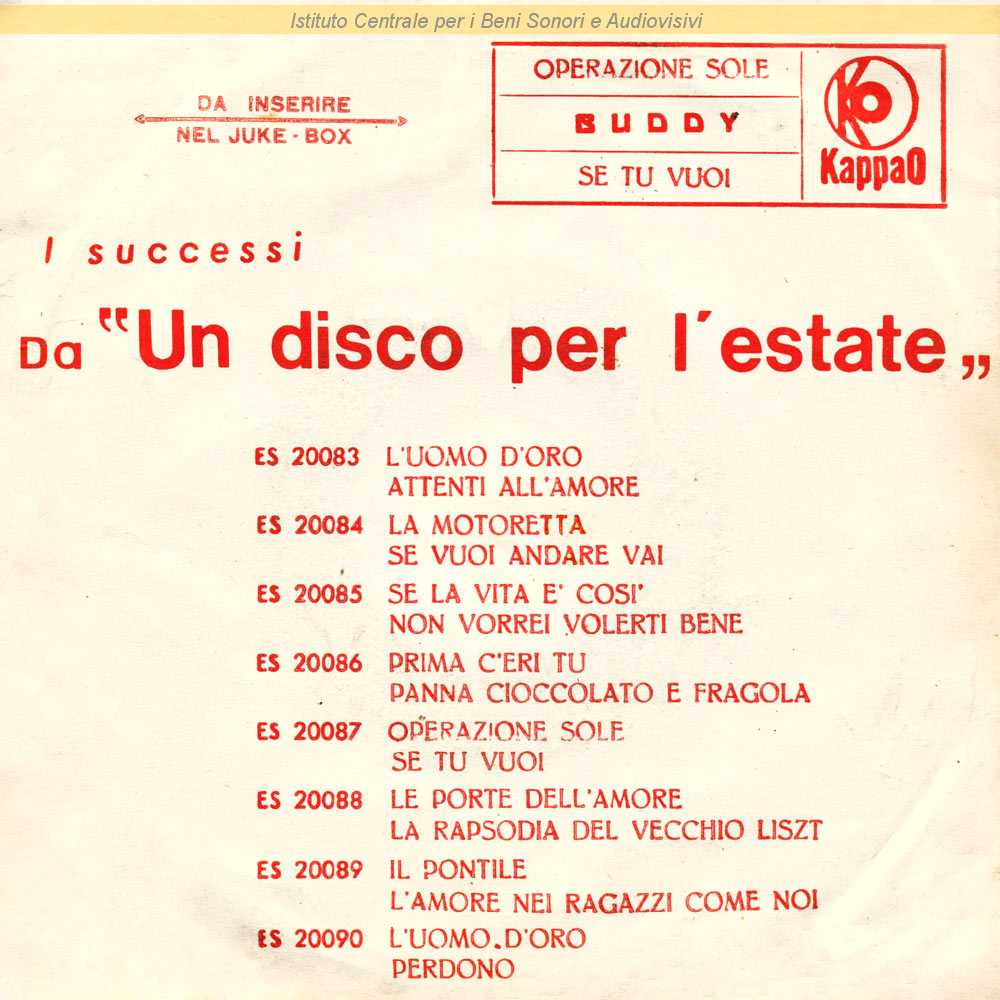 Istituto Centrale per i Beni Sonori e Audiovisivi
DA INSERIRE
NEL JUKE-BOX
OPERAZIONE SOLE
BUDDY
SE TU VUOI
KO
KappaO
I successi
Da "Un disco per l´estate„
ES 20083 L'UOMO D'ORO
ATTENTI ALL'AMORE
ES 20084 LA MOTORETTA
SE VUOI ANDARE VAI
ES 20085 SE LA VITA E' COSI'
NON VORREI VOLERTI BENE
ES 20086 PRIMA C'ERI TU
PANNA CIOCCOLATO E FRAGOLA
ES 20087 OPERAZIONE SOLE
SE TU VUOI
ES 20088 LE PORTE DELL'AMORE
LA RAPSODIA DEL VECCHIO LISZT
ES 20089 IL PONTILE
L'AMORE NEI RAGAZZI COME NOI
ES 20090 L'UOMO.D'ORO
PERDONO